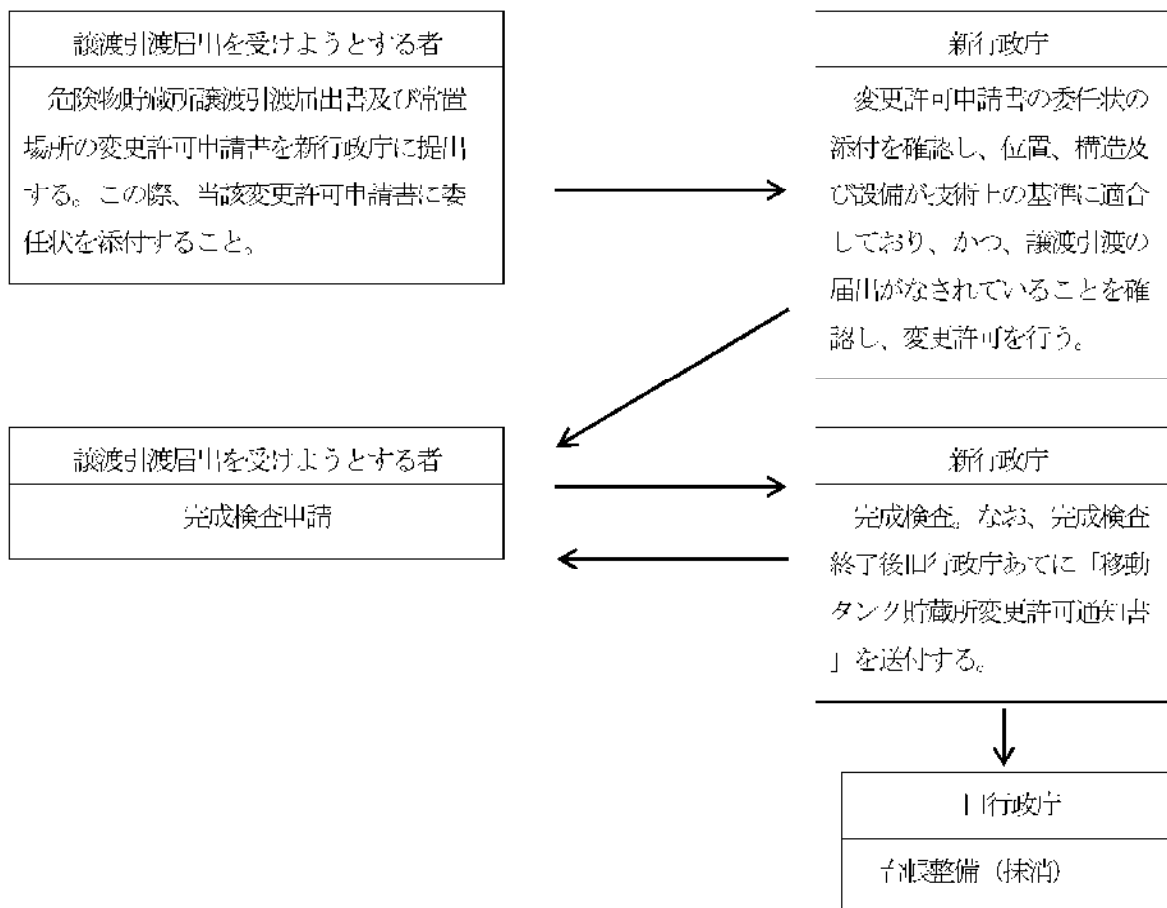 譲渡引渡届出を受けようとする者
危険物貯蔵所譲渡引渡届出書及び常置
場所の変更許可申請書を新行政庁に提出
する。この際、当該変更許可申請書に委
任状を添付すること。
新行政庁
変更許可申請書の委任状の
添付を確認し、位置、構造及
び設備が技術上の基準に適合
しており、かつ、譲渡引渡の
届出がなされていることを確
認し、変更許可を行う。
譲渡引渡届出を受けようとする者
完成検査申請
新行政庁
完成検査。なお、完成検査
終了後旧行政庁あてに「移動
タンク貯蔵所変更許可通知書
」を送付する。
旧行政庁
台帳整備（抹消）